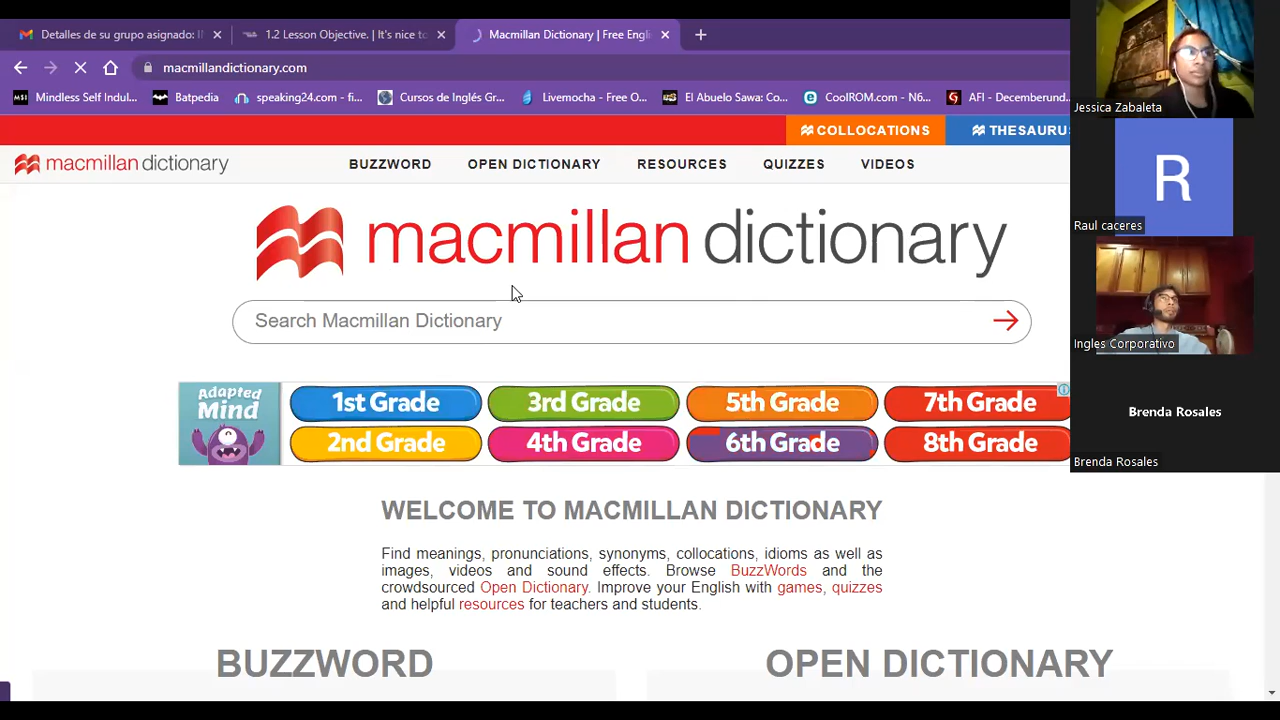 Detalles de su grupo asignado: I
1.2 Lesson Objective. | It's nice to
Macmillan Dictionary | Free Engli
macmillandictionary.com
Mindless Self Indul...
Batpedia
speaking24.com - fi...
Cursos de Inglés Gr...
Livemocha - Free O...
El Abuelo Sawa: Co...
CoolROM.com - N6...
AFI - Decemberund...
COLLOCATIONS
THESAURUS
macmillan dictionary
BUZZWORD
OPEN DICTIONARY
RESOURCES
QUIZZES
VIDEOS
macmillan dictionary
Search Macmillan Dictionary
Adapted
Mind
1st Grade
3rd Grade
5th Grade
7th Grade
2nd Grade
4th Grade
6th Grade
8th Grade
WELCOME TO MACMILLAN DICTIONARY
Find meanings, pronunciations, synonyms, collocations, idioms as well as
images, videos and sound effects. Browse BuzzWords and the
crowdsourced Open Dictionary. Improve your English with games, quizzes
and helpful resources for teachers and students.
BUZZWORD
OPEN DICTIONARY
Jessica Zabaleta
R
Raul caceres
Ingles Corporativo
Brenda Rosales
Brenda Rosales